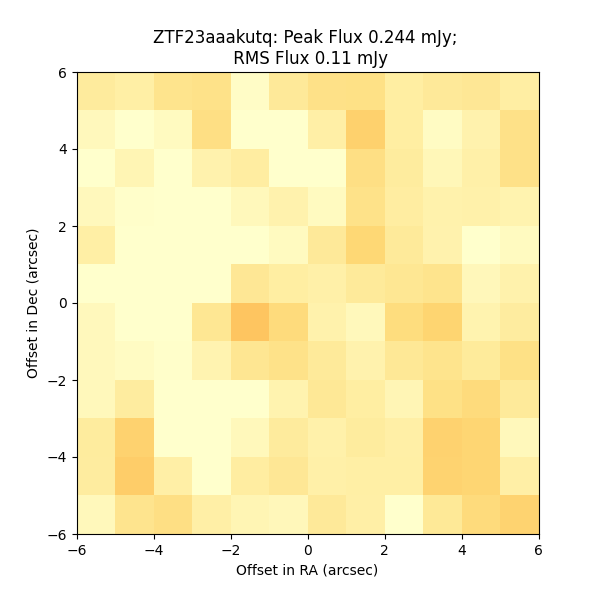 ZTF23aaakutq: Peak Flux 0.244 mJy;
RMS Flux 0.11 mJy
6
4
2
0
−2
−4
−6
Offset in Dec (arcsec)
−6 −4 −2 0 2 4 6
Offset in RA (arcsec)